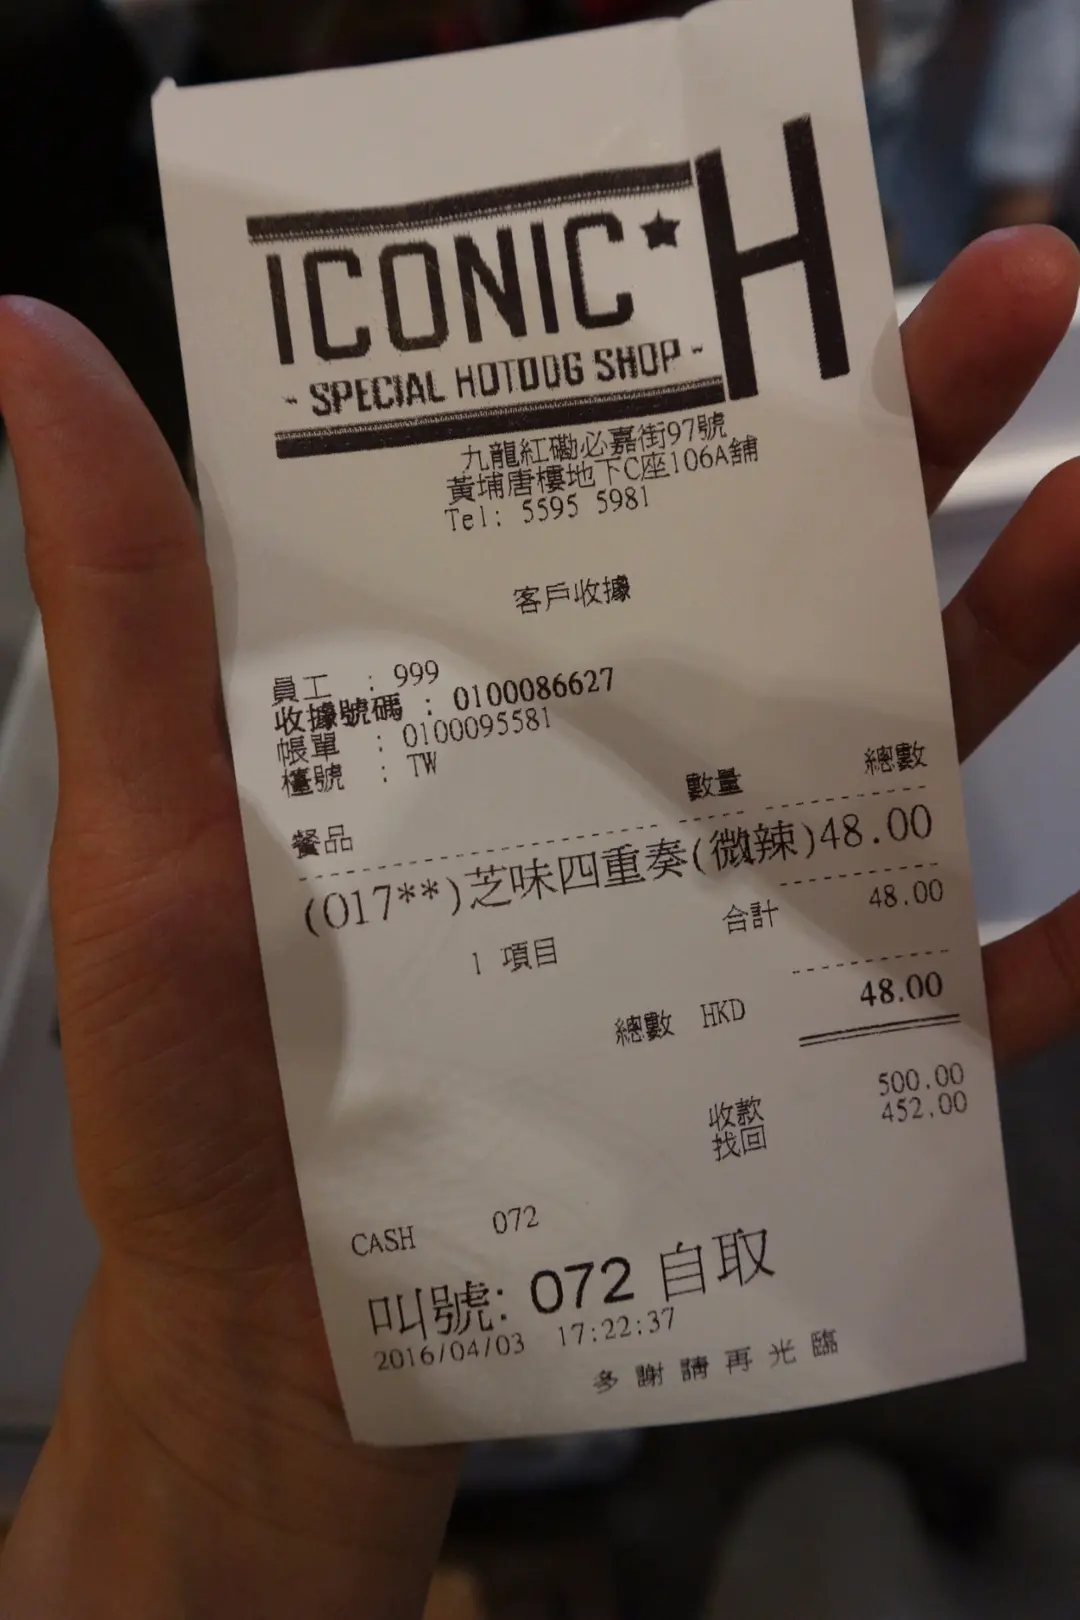 ICONIC★H
- SPECIAL HOTDOG SHOP -
九龍紅磡必嘉街97號
黃埔唐樓地下C座106A舖
Tel: 5595 5981
客戶收據
員工 : 999
收據號碼 : 0100086627
帳單 : 0100095581
檯號 : TW
餐品 數量 總數
(017**)芝味四重奏(微辣)48.00
1 項目 合計 48.00
總數 HKD 48.00
收款 500.00
找回 452.00
CASH 072
叫號: 072 自取
2016/04/03 17:22:37
多謝請再光臨